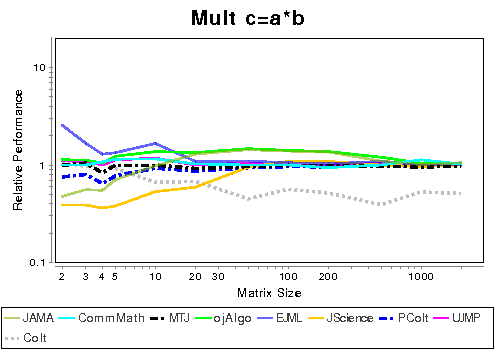 Mult c=a*b
10
1
0.1
Relative Performance
2 3 4 5 10 20 30 100 200 1000
Matrix Size
JAMA CommMath MTJ ojAlgo EJML JScience PColt UJMP
Colt